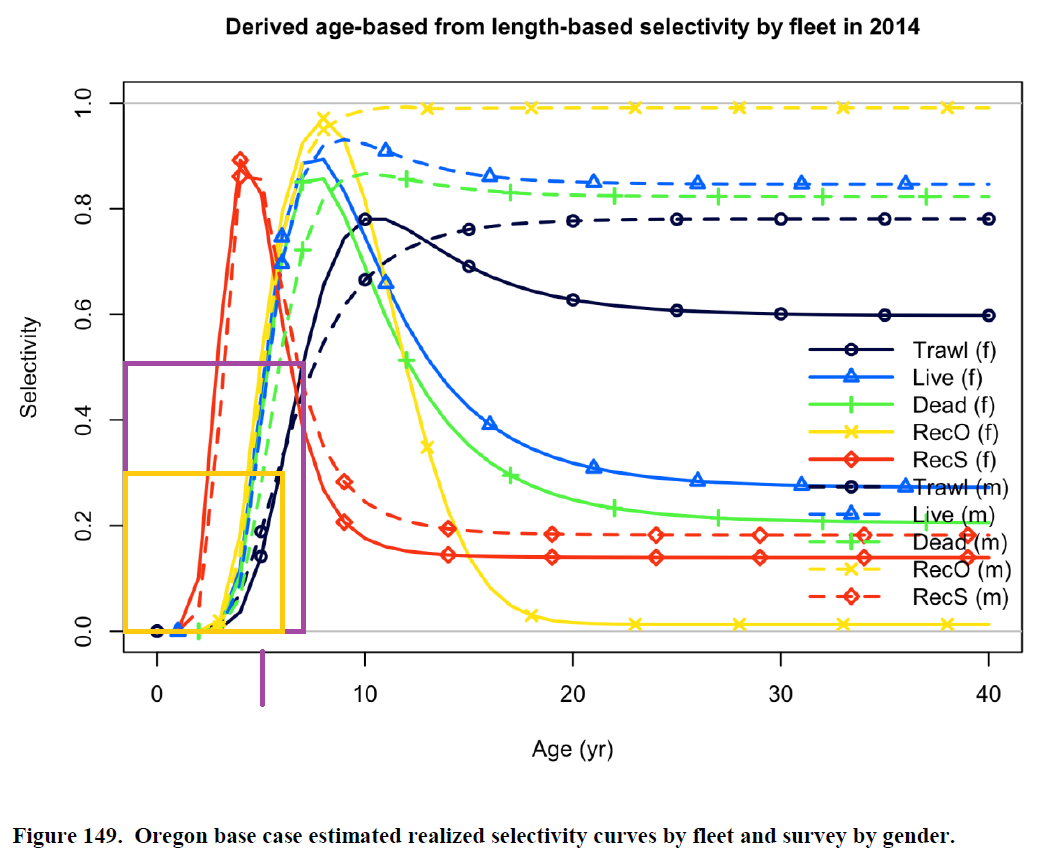 Derived age-based from length-based selectivity by fleet in 2014
Selectivity
1.0
0.8
0.6
0.4
0.2
0.0
Trawl (f)
Live (f)
Dead (f)
RecO (f)
RecS (f)
Trawl (m)
Live (m)
Dead (m)
RecO (m)
RecS (m)
0 10 20 30 40
Age (yr)
Figure 149. Oregon base case estimated realized selectivity curves by fleet and survey by gender.